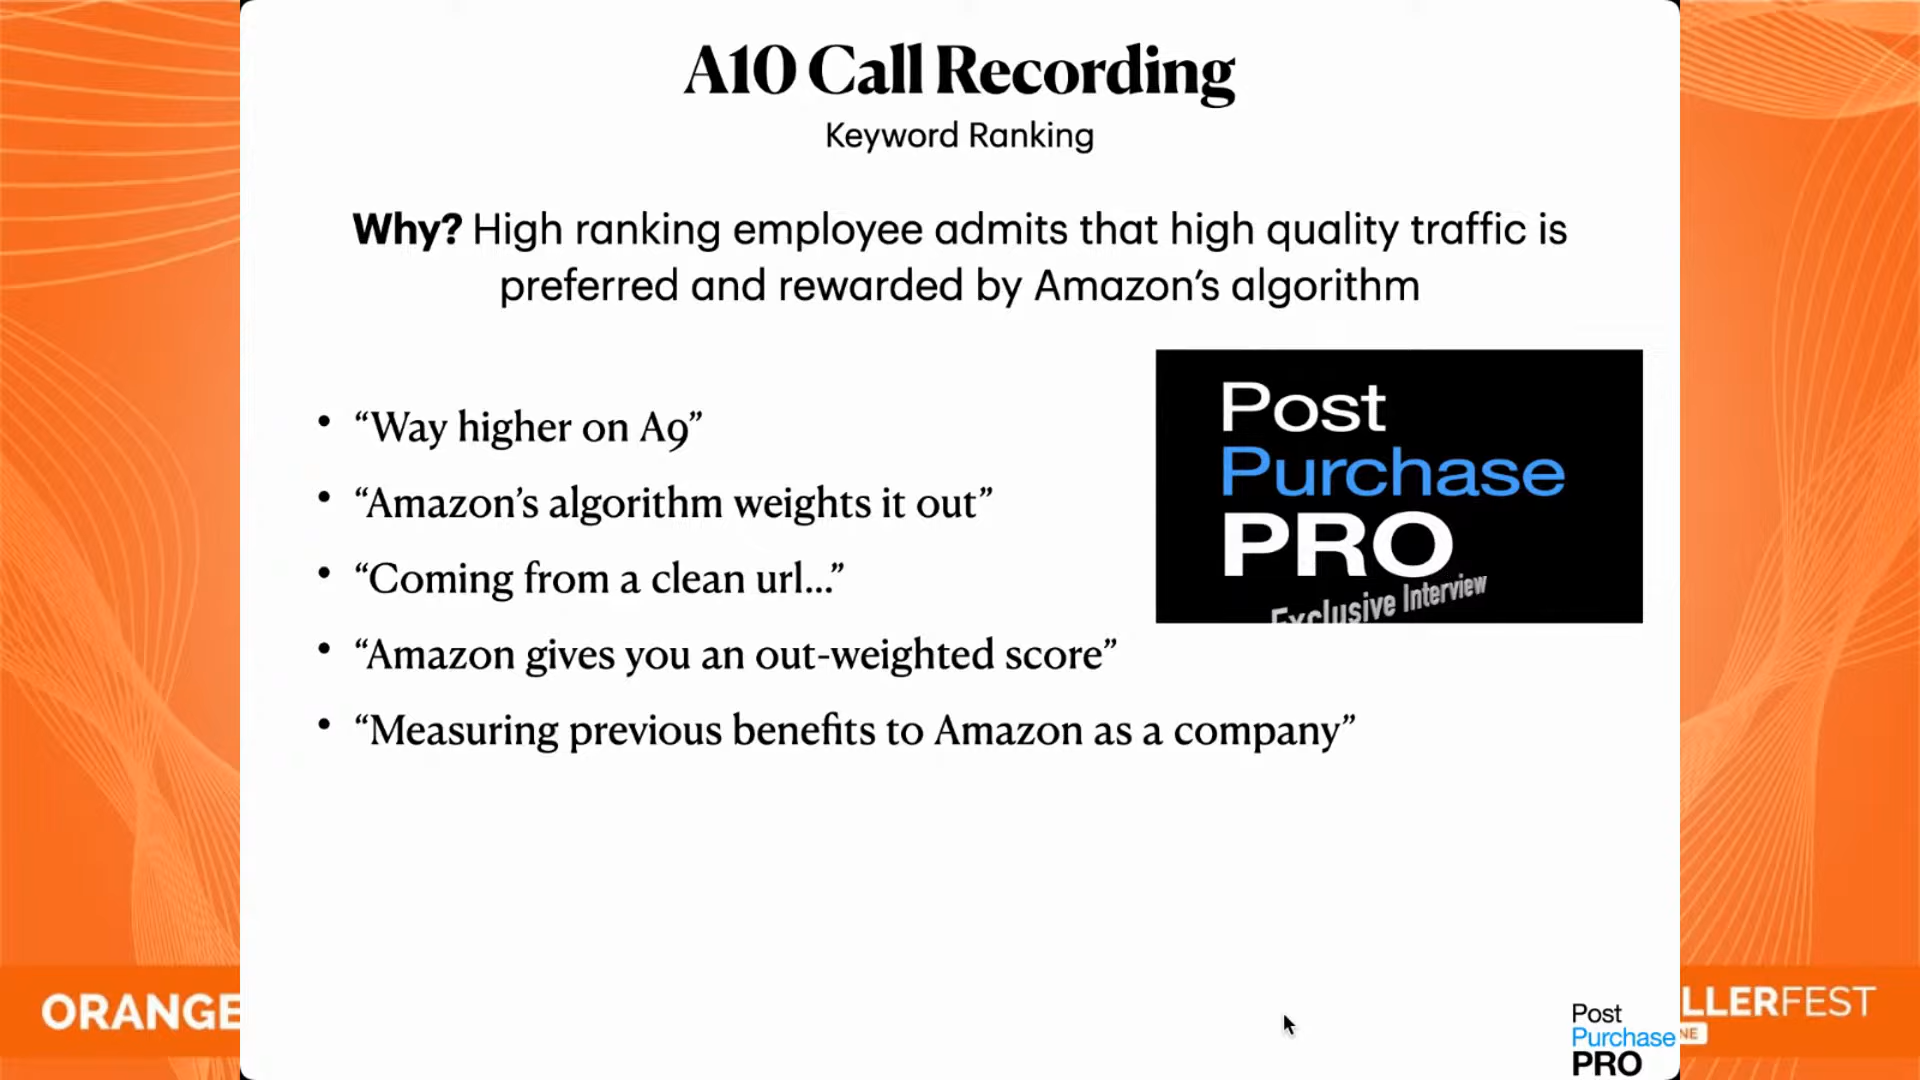 A10 Call Recording
Keyword Ranking
Why? High ranking employee admits that high quality traffic is
preferred and rewarded by Amazon’s algorithm
• “Way higher on A9”
• “Amazon’s algorithm weights it out”
• “Coming from a clean url...”
• “Amazon gives you an out-weighted score”
• “Measuring previous benefits to Amazon as a company”
Post
Purchase
PRO
Exclusive Interview
ORANGE
LLERFEST
NE
Post
Purchase
PRO